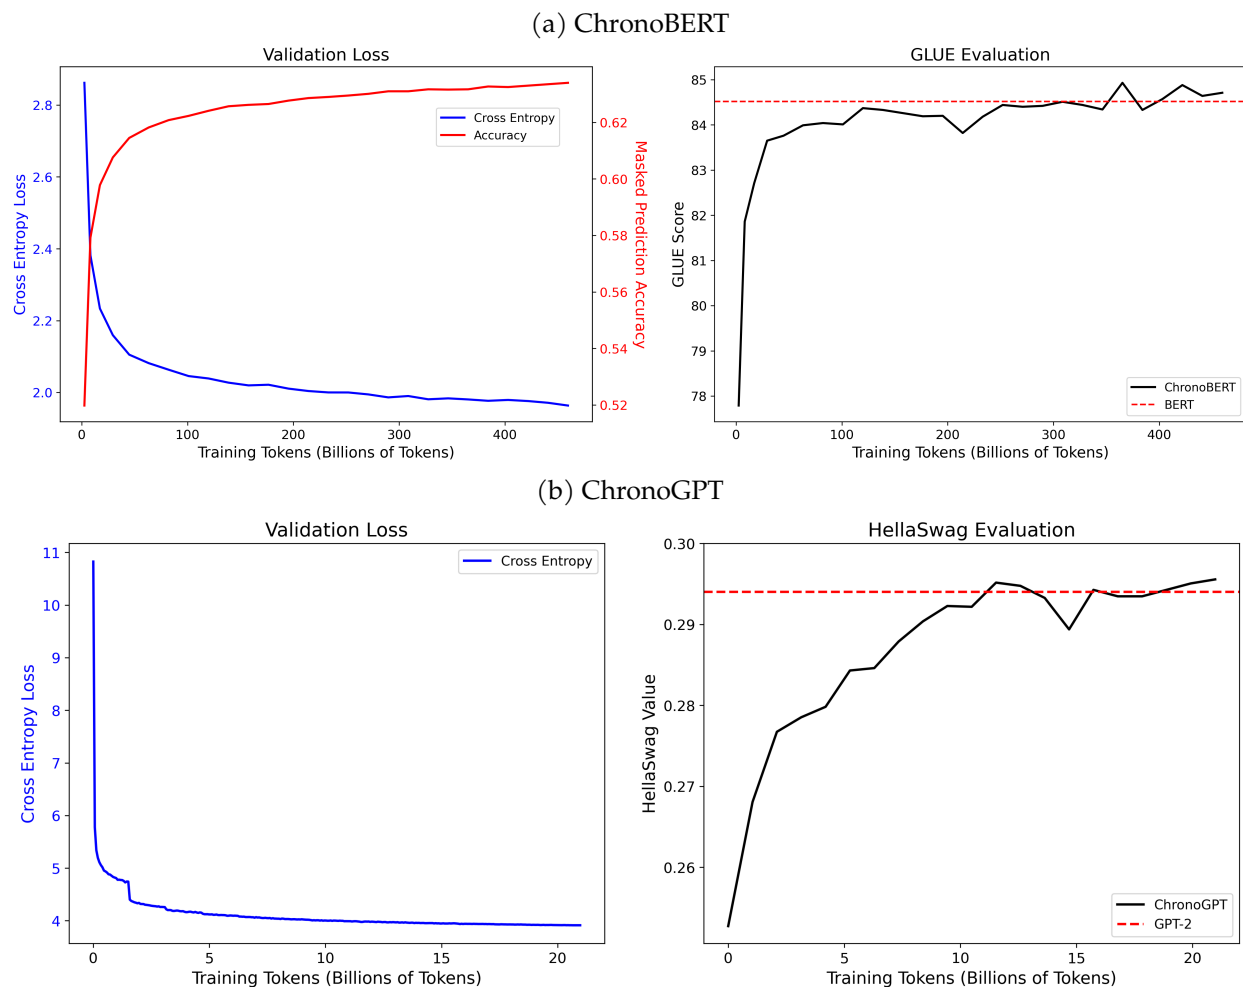 (a) ChronoBERT
Validation Loss
Cross Entropy Loss
2.8
2.6
2.4
2.2
2.0
Cross Entropy
Accuracy
0.62
0.60
0.58
0.56
0.54
0.52
Masked Prediction Accuracy
0 100 200 300 400
Training Tokens (Billions of Tokens)
GLUE Evaluation
GLUE Score
85
84
83
82
81
80
79
78
ChronoBERT
BERT
0 100 200 300 400
Training Tokens (Billions of Tokens)
(b) ChronoGPT
Validation Loss
Cross Entropy Loss
11
10
9
8
7
6
5
4
Cross Entropy
0 5 10 15 20
Training Tokens (Billions of Tokens)
HellaSwag Evaluation
HellaSwag Value
0.30
0.29
0.28
0.27
0.26
ChronoGPT
GPT-2
0 5 10 15 20
Training Tokens (Billions of Tokens)